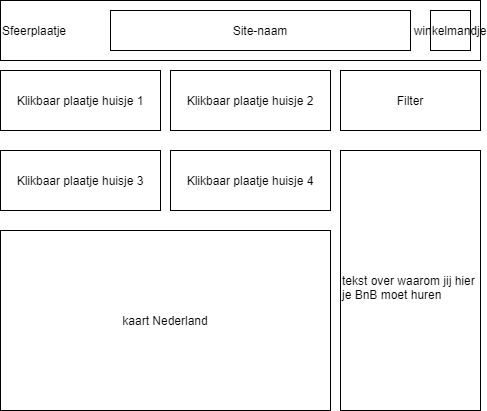 Sfeerplaatje
Site-naam
winkelmandje
Klikbaar plaatje huisje 1
Klikbaar plaatje huisje 2
Filter
Klikbaar plaatje huisje 3
Klikbaar plaatje huisje 4
tekst over waarom jij hier
je BnB moet huren
kaart Nederland